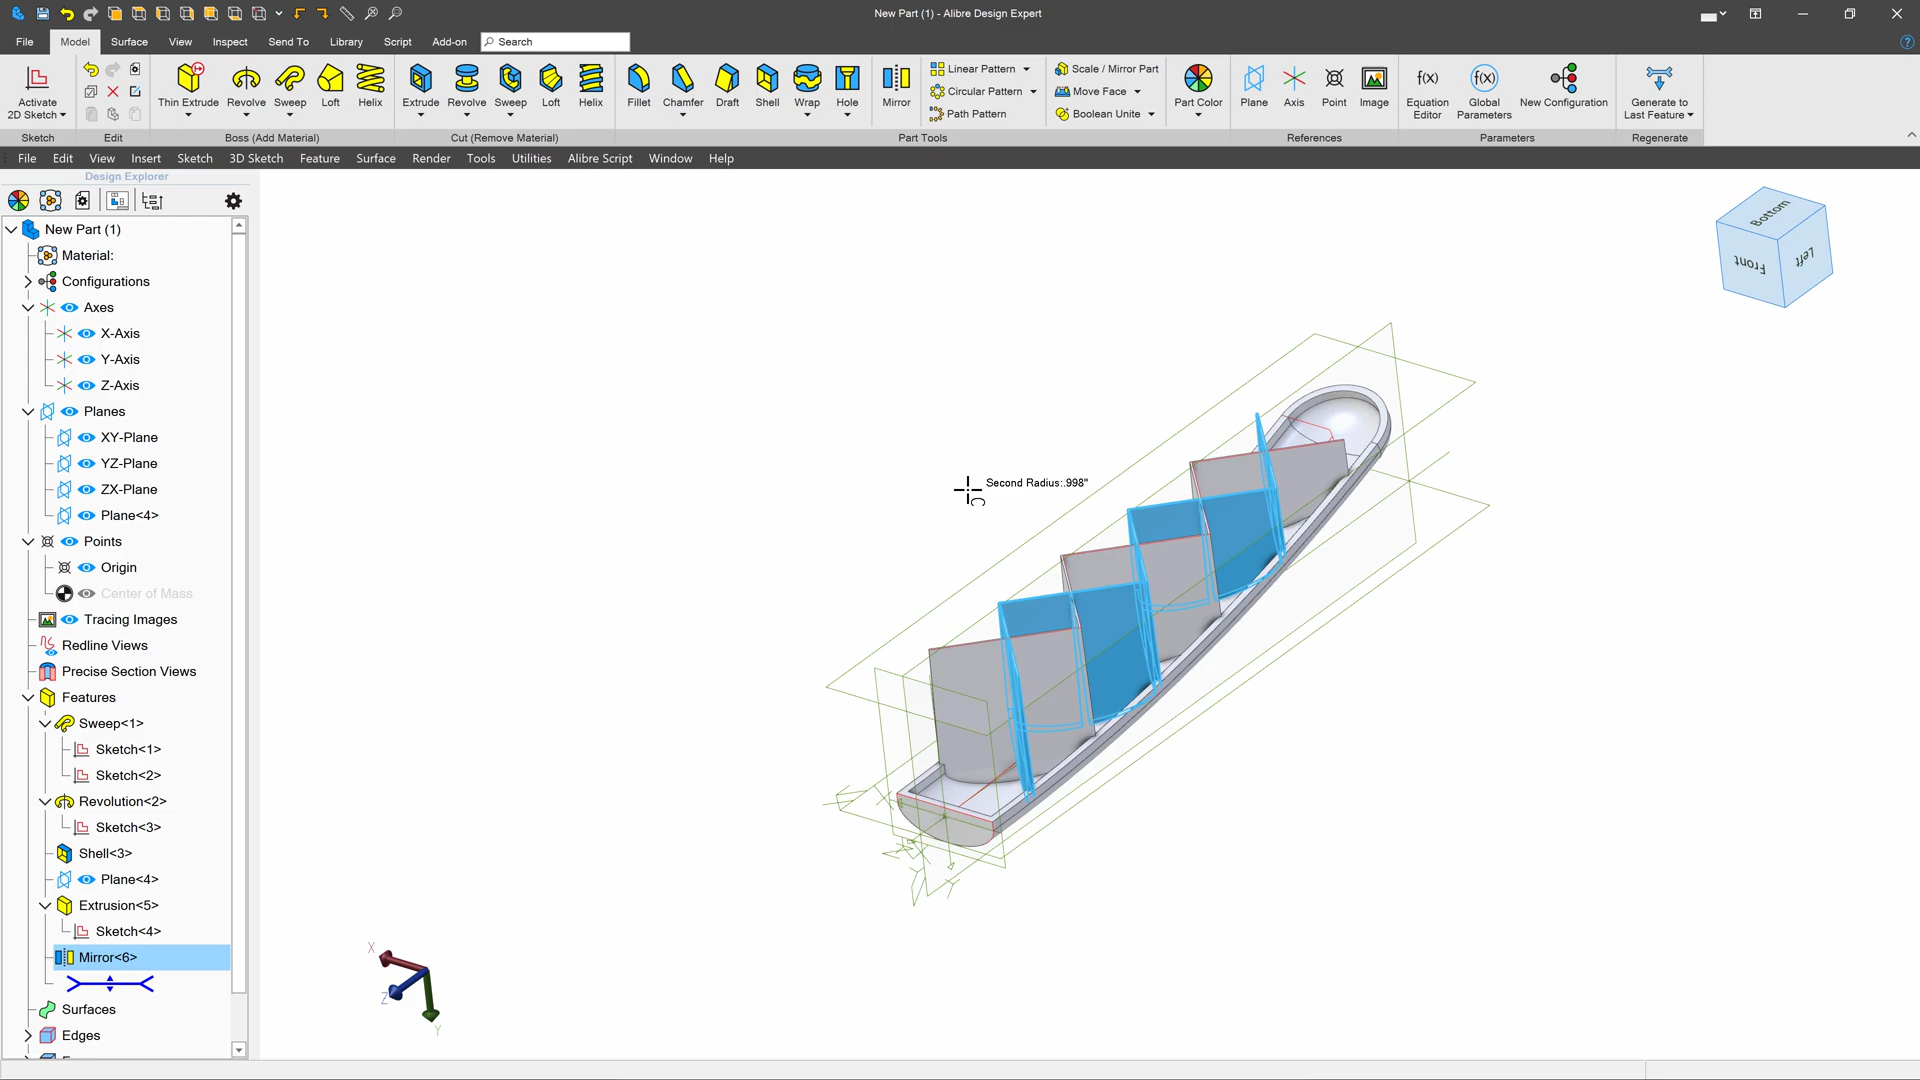 New Part (1) - Alibre Design Expert
File Model Surface View Inspect Send To Library Script Add-on Search
Activate 2D Sketch
Thin Extrude Revolve Sweep Loft Helix
Extrude Revolve Sweep Loft Helix
Fillet Chamfer Draft Shell Wrap Hole Mirror
Linear Pattern
Circular Pattern
Path Pattern
Scale / Mirror Part
Move Face
Boolean Unite
Part Color
Plane Axis Point Image
Equation Editor
Global Parameters
New Configuration
Generate to Last Feature
Sketch Edit Boss (Add Material) Cut (Remove Material) Part Tools References Parameters Regenerate
File Edit View Insert Sketch 3D Sketch Feature Surface Render Tools Utilities Alibre Script Window Help
Design Explorer
New Part (1)
Material:
Configurations
Axes
X-Axis
Y-Axis
Z-Axis
Planes
XY-Plane
YZ-Plane
ZX-Plane
Plane<4>
Points
Origin
Center of Mass
Tracing Images
Redline Views
Precise Section Views
Features
Sweep<1>
Sketch<1>
Sketch<2>
Revolution<2>
Sketch<3>
Shell<3>
Plane<4>
Extrusion<5>
Sketch<4>
Mirror<6>
Surfaces
Edges
Second Radius:.998"
Bottom
Front
Left
X
Z
Y